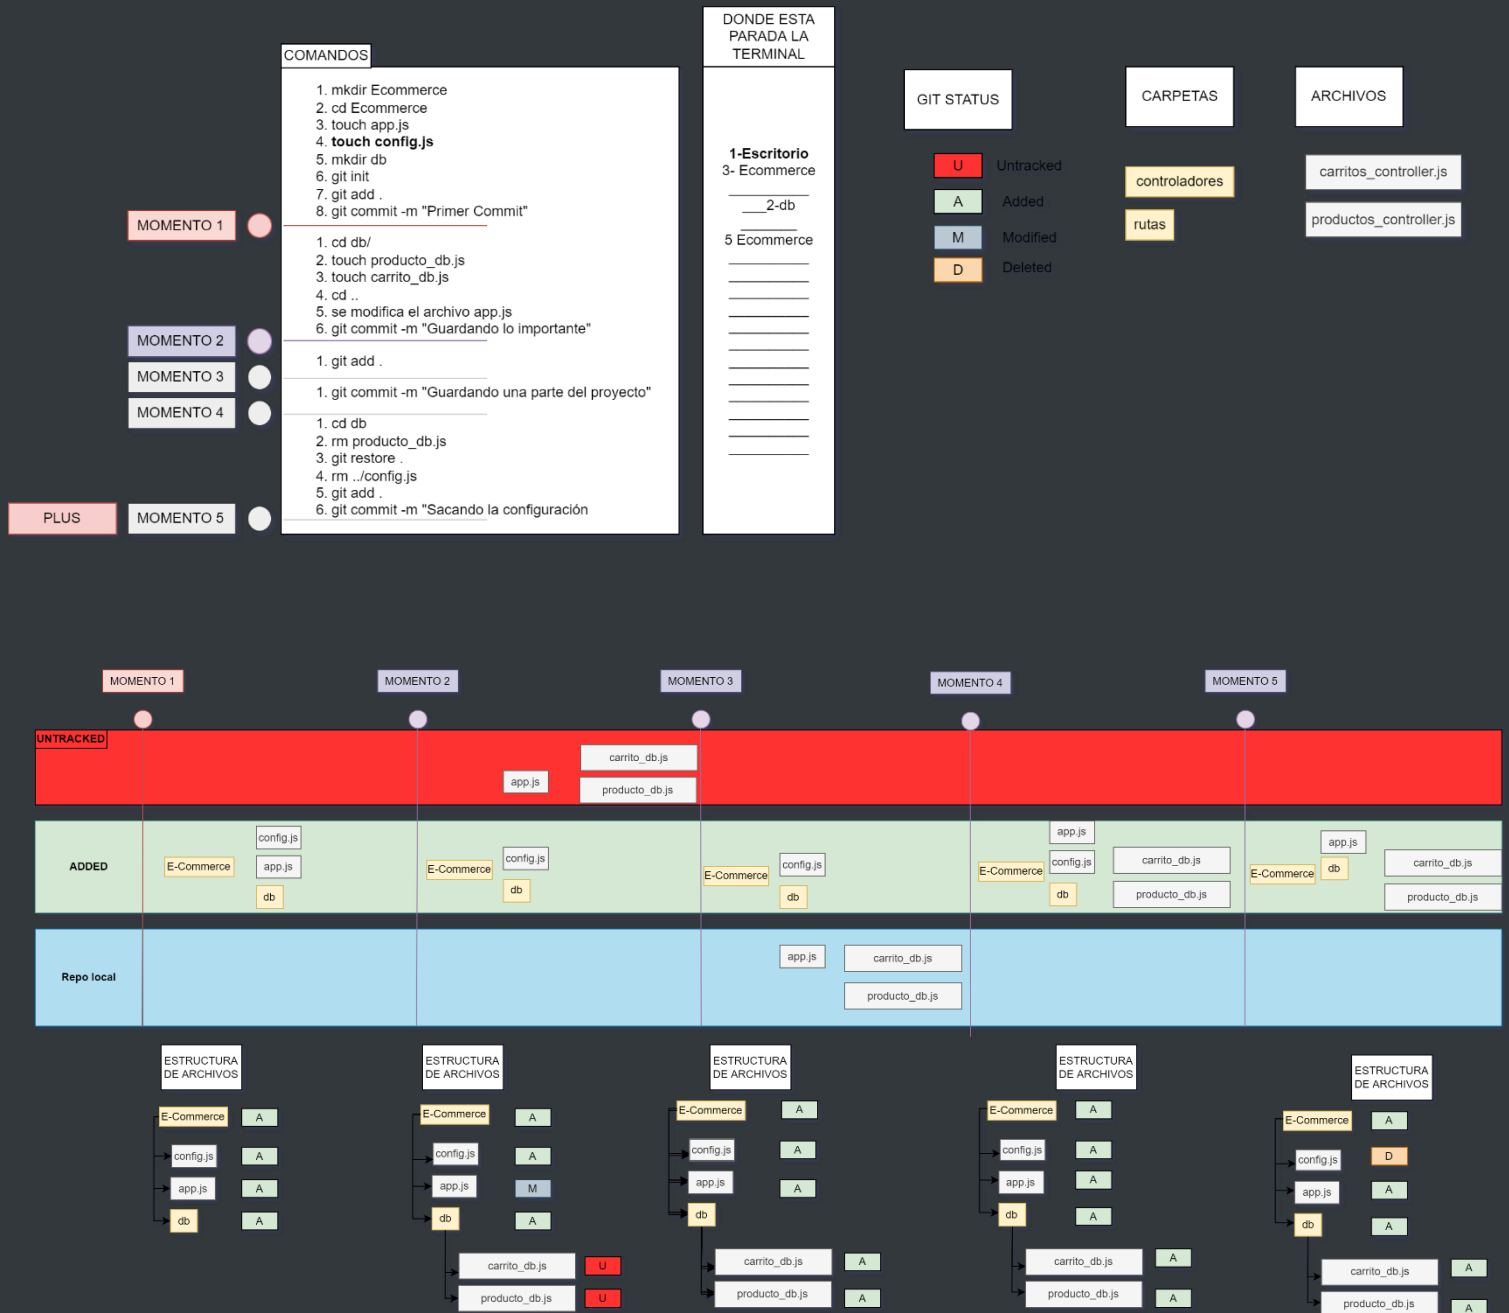 COMANDOS
1. mkdir Ecommerce
2. cd Ecommerce
3. touch app.js
4. touch config.js
5. mkdir db
6. git init
7. git add .
8. git commit -m "Primer Commit"
1. cd db/
2. touch producto_db.js
3. touch carrito_db.js
4. cd ..
5. se modifica el archivo app.js
6. git commit -m "Guardando lo importante"
1. git add .
1. git commit -m "Guardando una parte del proyecto"
1. cd db
2. rm producto_db.js
3. git restore .
4. rm ../config.js
5. git add .
6. git commit -m "Sacando la configuración
MOMENTO 1
MOMENTO 2
MOMENTO 3
MOMENTO 4
PLUS
MOMENTO 5
DONDE ESTA
PARADA LA
TERMINAL
1-Escritorio
3- Ecommerce
___2-db
5 Ecommerce
GIT STATUS
U Untracked
A Added
M Modified
D Deleted
CARPETAS
controladores
rutas
ARCHIVOS
carritos_controller.js
productos_controller.js
MOMENTO 1
MOMENTO 2
MOMENTO 3
MOMENTO 4
MOMENTO 5
UNTRACKED
app.js
carrito_db.js
producto_db.js
ADDED
E-Commerce
config.js
app.js
db
E-Commerce
config.js
db
E-Commerce
config.js
db
E-Commerce
app.js
config.js
db
carrito_db.js
producto_db.js
E-Commerce
app.js
db
carrito_db.js
producto_db.js
Repo local
app.js
carrito_db.js
producto_db.js
ESTRUCTURA
DE ARCHIVOS
E-Commerce A
config.js A
app.js A
db A
ESTRUCTURA
DE ARCHIVOS
E-Commerce A
config.js A
app.js M
db A
carrito_db.js U
producto_db.js U
ESTRUCTURA
DE ARCHIVOS
E-Commerce A
config.js A
app.js A
db
carrito_db.js A
producto_db.js A
ESTRUCTURA
DE ARCHIVOS
E-Commerce A
config.js A
app.js A
db A
carrito_db.js A
producto_db.js A
ESTRUCTURA
DE ARCHIVOS
E-Commerce A
config.js D
app.js A
db A
carrito_db.js A
producto_db.js A